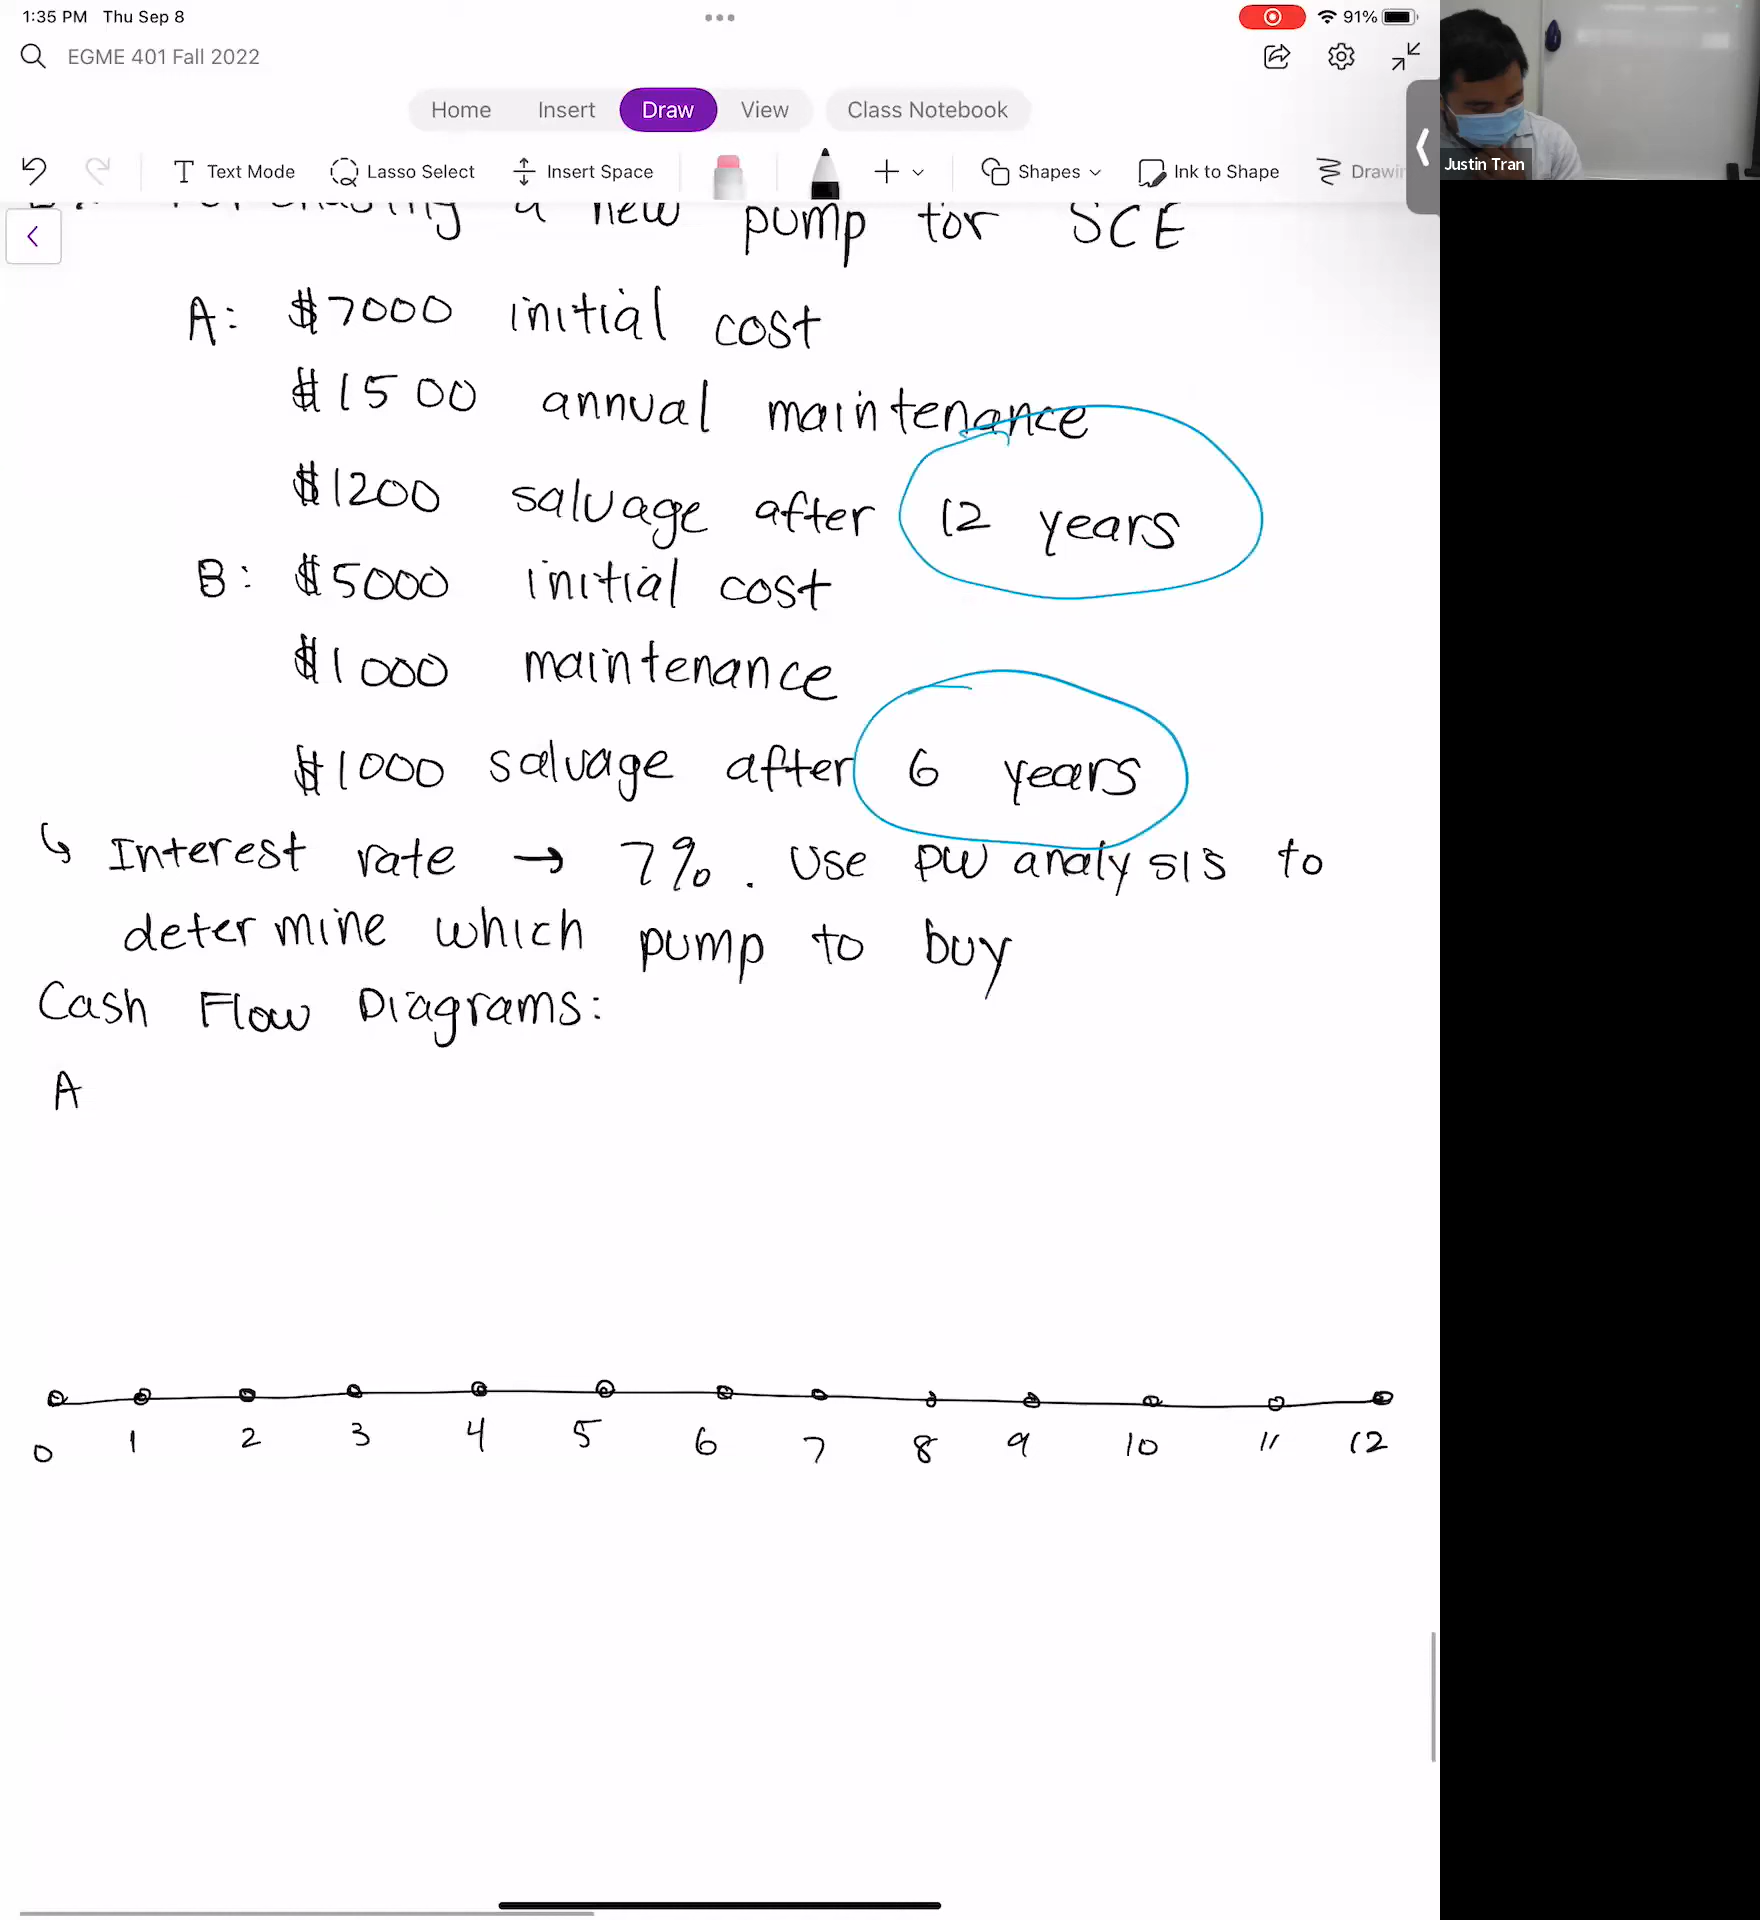 1:35 PM Thu Sep 8
91%
EGME 401 Fall 2022
Home Insert Draw View Class Notebook
Text Mode Lasso Select Insert Space Shapes Ink to Shape
Justin Tran
a new pump for SCE
A: $7000 initial cost
$1500 annual maintenance
$1200 salvage after 12 years
B: $5000 initial cost
$1000 maintenance
$1000 salvage after 6 years
↳ Interest rate → 7%. Use PW analysis to
determine which pump to buy
Cash Flow Diagrams:
A
0 1 2 3 4 5 6 7 8 9 10 11 12